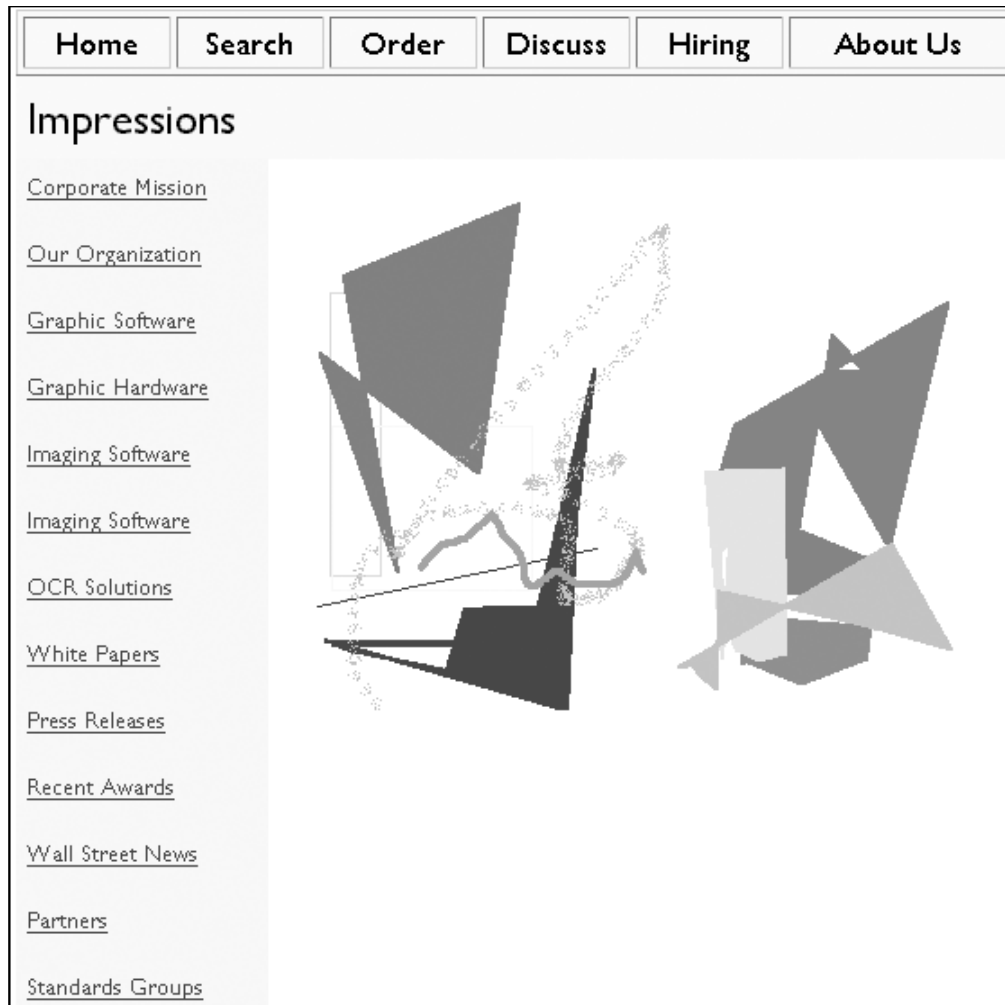 Home Search Order Discuss Hiring About Us
Impressions
Corporate Mission
Our Organization
Graphic Software
Graphic Hardware
Imaging Software
Imaging Software
OCR Solutions
White Papers
Press Releases
Recent Awards
Wall Street News
Partners
Standards Groups